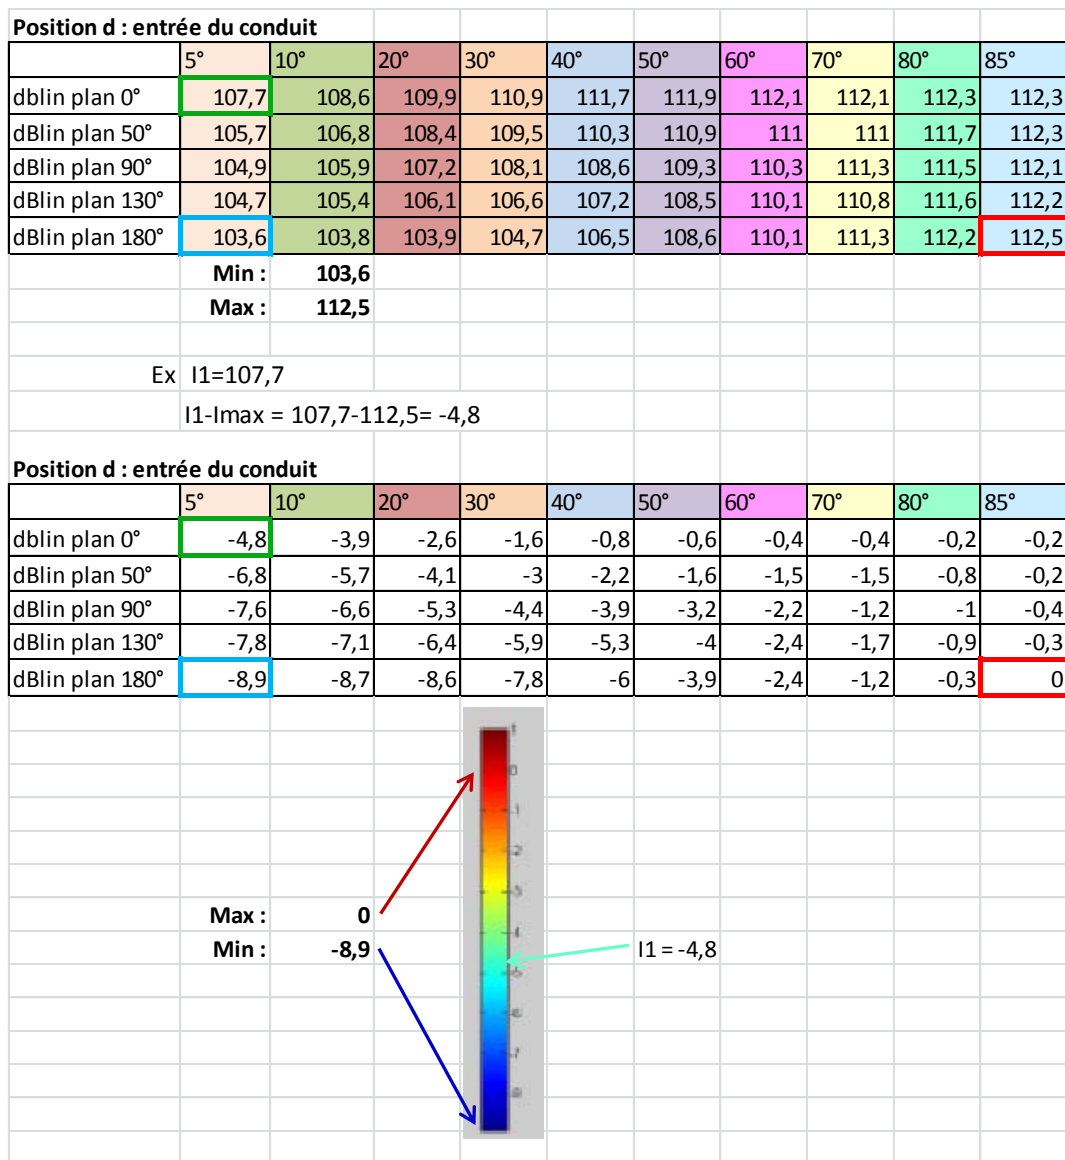 Position d : entrée du conduit
5° 10° 20° 30° 40° 50° 60° 70° 80° 85°
dblin plan 0° 107,7 108,6 109,9 110,9 111,7 111,9 112,1 112,1 112,3 112,3
dBlin plan 50° 105,7 106,8 108,4 109,5 110,3 110,9 111 111 111,7 112,3
dBlin plan 90° 104,9 105,9 107,2 108,1 108,6 109,3 110,3 111,3 111,5 112,1
dBlin plan 130° 104,7 105,4 106,1 106,6 107,2 108,5 110,1 110,8 111,6 112,2
dBlin plan 180° 103,6 103,8 103,9 104,7 106,5 108,6 110,1 111,3 112,2 112,5
Min : 103,6
Max : 112,5
Ex I1=107,7
I1-Imax = 107,7-112,5= -4,8
Position d : entrée du conduit
5° 10° 20° 30° 40° 50° 60° 70° 80° 85°
dblin plan 0° -4,8 -3,9 -2,6 -1,6 -0,8 -0,6 -0,4 -0,4 -0,2 -0,2
dBlin plan 50° -6,8 -5,7 -4,1 -3 -2,2 -1,6 -1,5 -1,5 -0,8 -0,2
dBlin plan 90° -7,6 -6,6 -5,3 -4,4 -3,9 -3,2 -2,2 -1,2 -1 -0,4
dBlin plan 130° -7,8 -7,1 -6,4 -5,9 -5,3 -4 -2,4 -1,7 -0,9 -0,3
dBlin plan 180° -8,9 -8,7 -8,6 -7,8 -6 -3,9 -2,4 -1,2 -0,3 0
1
0
-1
-2
-3
Max : 0
-4
Min : -8,9 I1 = -4,8
-5
-6
-7
-8